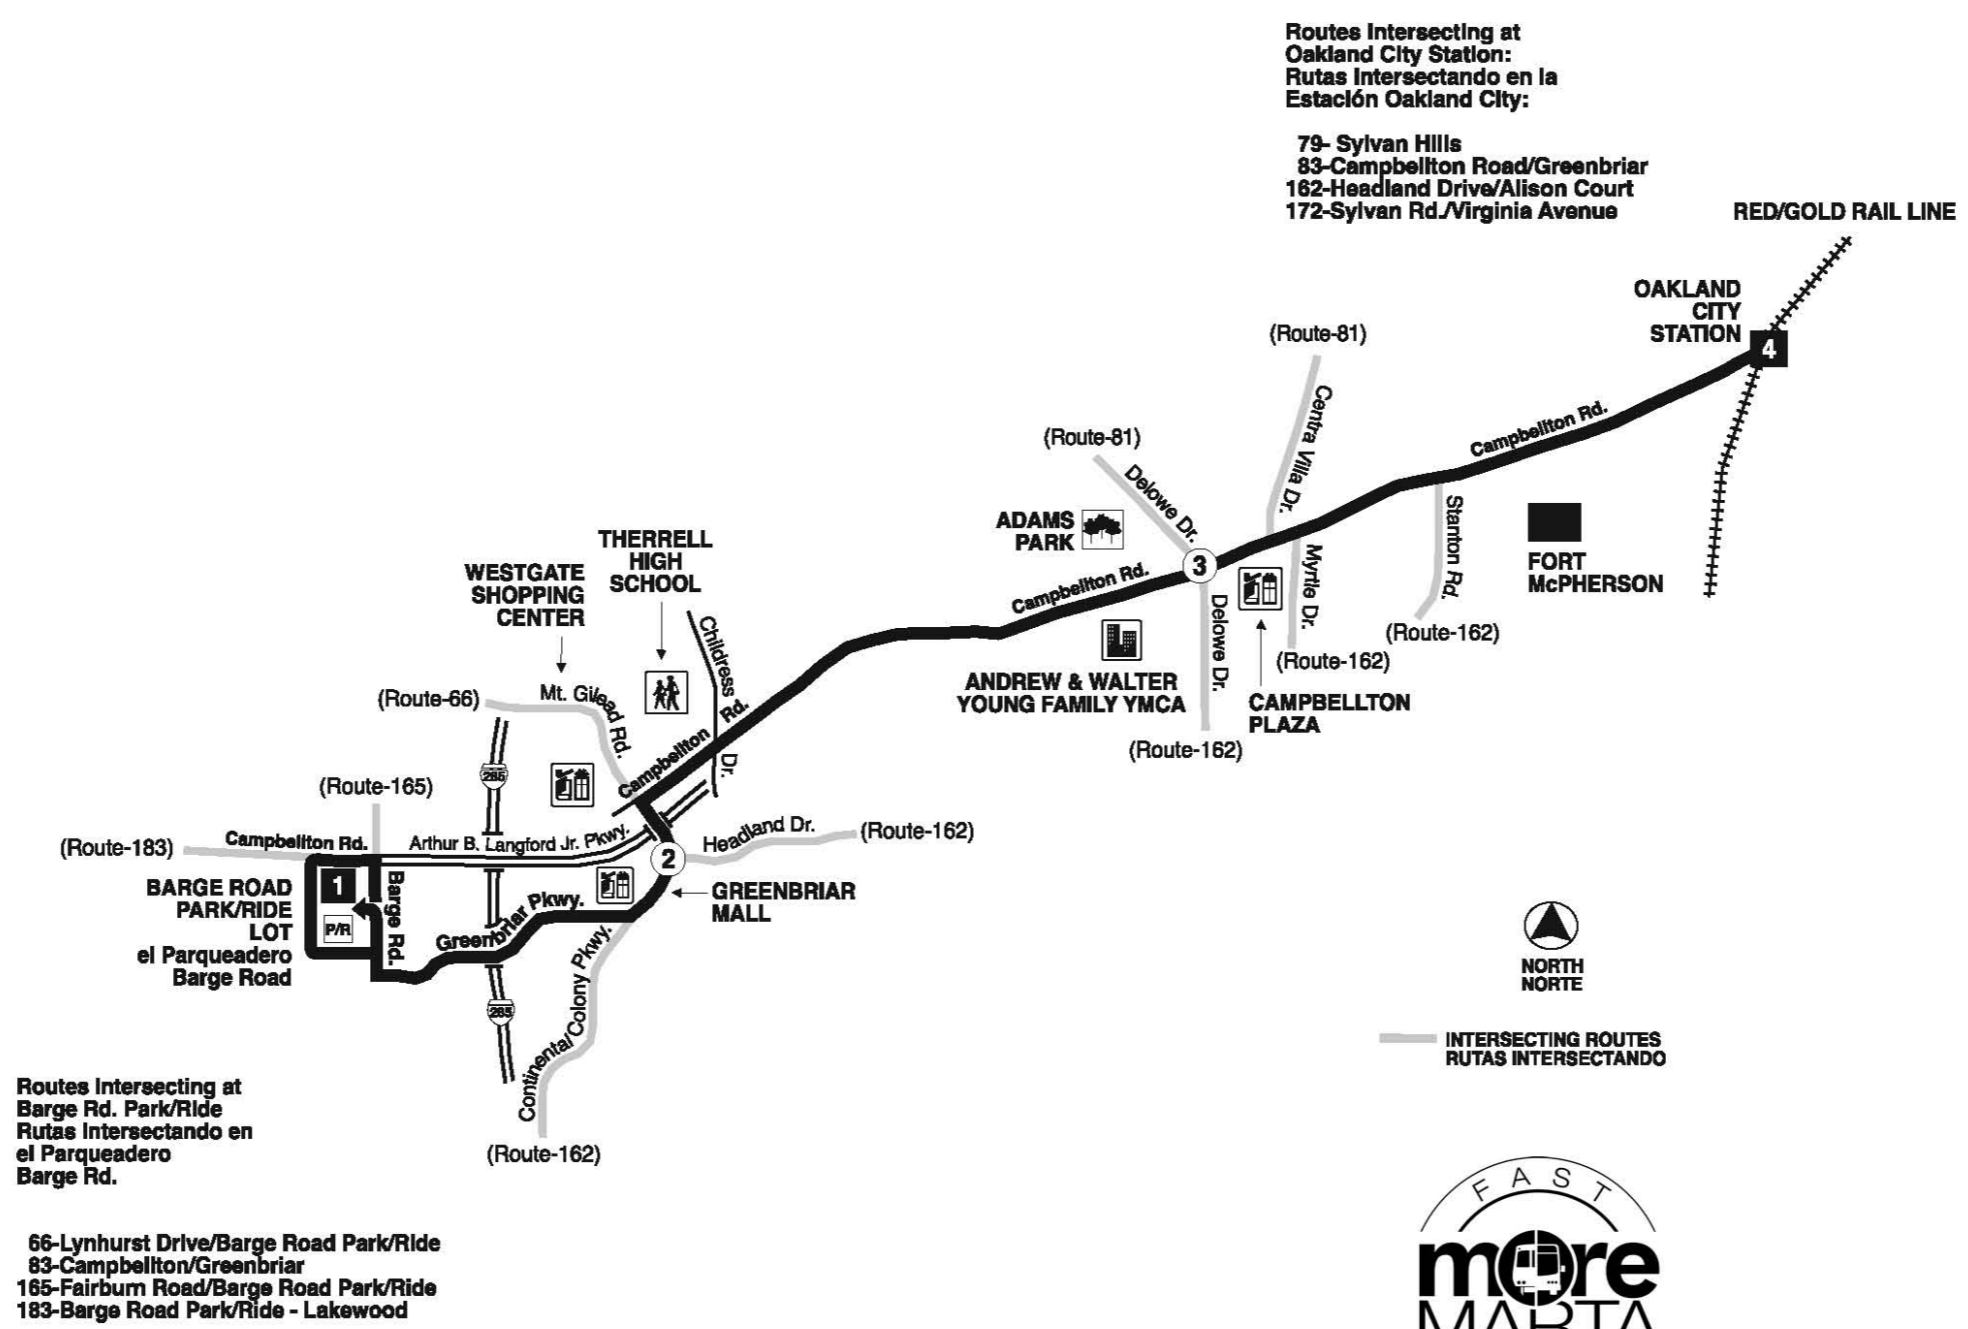 Routes Intersecting at
Oakland City Station:
Rutas Intersectando en la
Estación Oakland City:
79- Sylvan Hills
83-Campbellton Road/Greenbriar
162-Headland Drive/Alison Court
172-Sylvan Rd./Virginia Avenue
RED/GOLD RAIL LINE
OAKLAND
CITY
STATION
4
(Route-81)
Centra Villa Dr.
Campbellton Rd.
(Route-81)
Delowe Dr.
ADAMS
PARK
3
Campbellton Rd.
Myrtle Dr.
Stanton Rd.
FORT
McPHERSON
(Route-162)
(Route-162)
Delowe Dr.
ANDREW & WALTER
YOUNG FAMILY YMCA
CAMPBELLTON
PLAZA
(Route-162)
THERRELL
HIGH
SCHOOL
WESTGATE
SHOPPING
CENTER
Childress
Dr.
(Route-66)
Mt. Gilead Rd.
Campbellton Rd.
285
(Route-165)
(Route-183)
Campbellton Rd.
Arthur B. Langford Jr. Pkwy.
Headland Dr.
(Route-162)
2
1
P/R
Barge Rd.
BARGE ROAD
PARK/RIDE
LOT
el Parqueadero
Barge Road
Greenbriar Pkwy.
GREENBRIAR
MALL
285
Continental/Colony Pkwy.
(Route-162)
NORTH
NORTE
INTERSECTING ROUTES
RUTAS INTERSECTANDO
Routes Intersecting at
Barge Rd. Park/Ride
Rutas Intersectando en
el Parqueadero
Barge Rd.
66-Lynhurst Drive/Barge Road Park/Ride
83-Campbellton/Greenbriar
165-Fairburn Road/Barge Road Park/Ride
183-Barge Road Park/Ride - Lakewood
FAST
more
MARTA